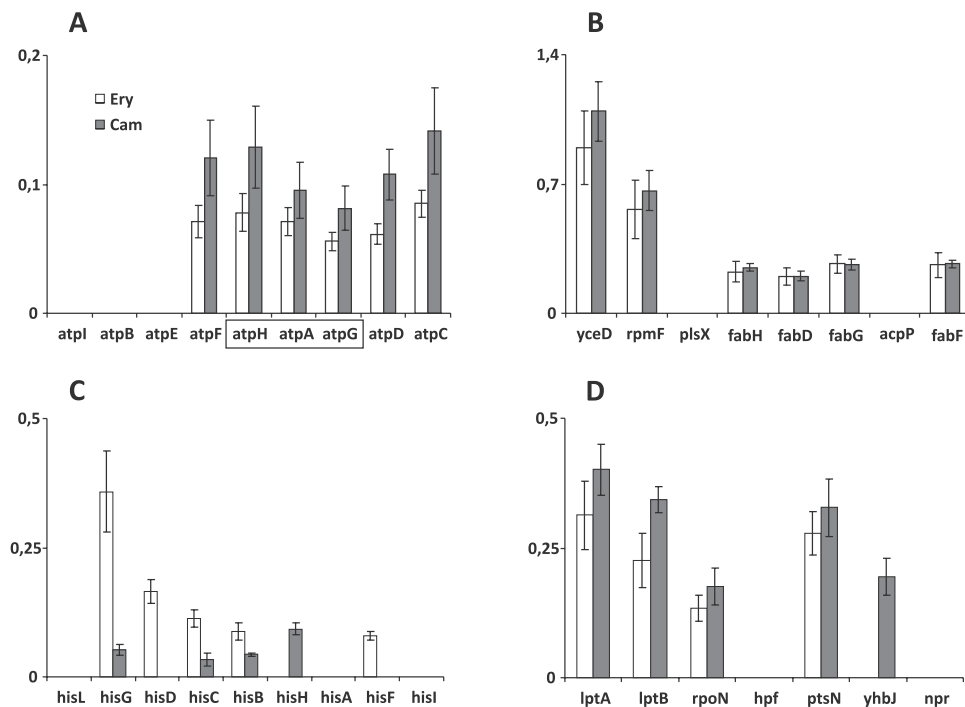 A
0,2
Ery
Cam
0,1
0
atpI atpB atpE atpF atpH atpA atpG atpD atpC
B
1,4
0,7
0
yceD rpmF plsX fabH fabD fabG acpP fabF
C
0,5
0,25
0
hisL hisG hisD hisC hisB hisH hisA hisF hisI
D
0,5
0,25
0
lptA lptB rpoN hpf ptsN yhbJ npr